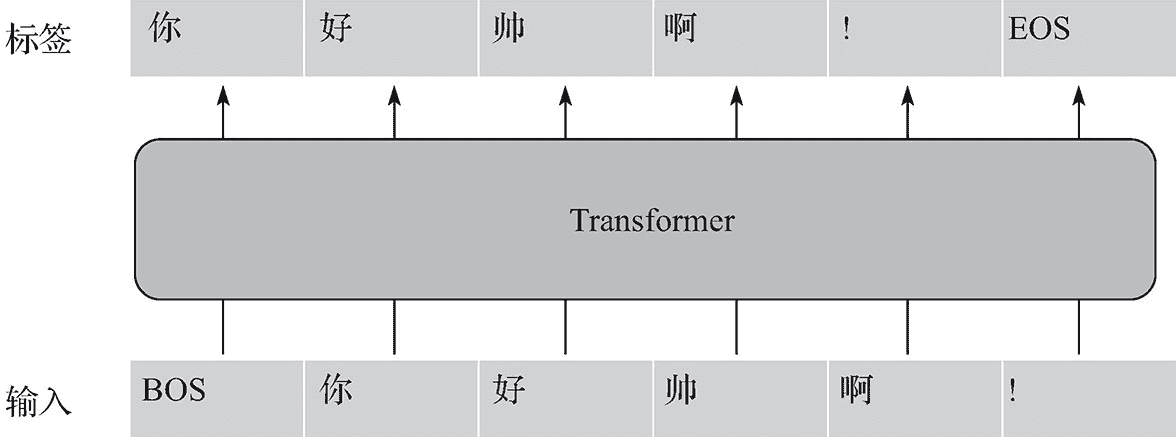 标签 你 好 帅 啊 ! EOS
Transformer
输入 BOS 你 好 帅 啊 !